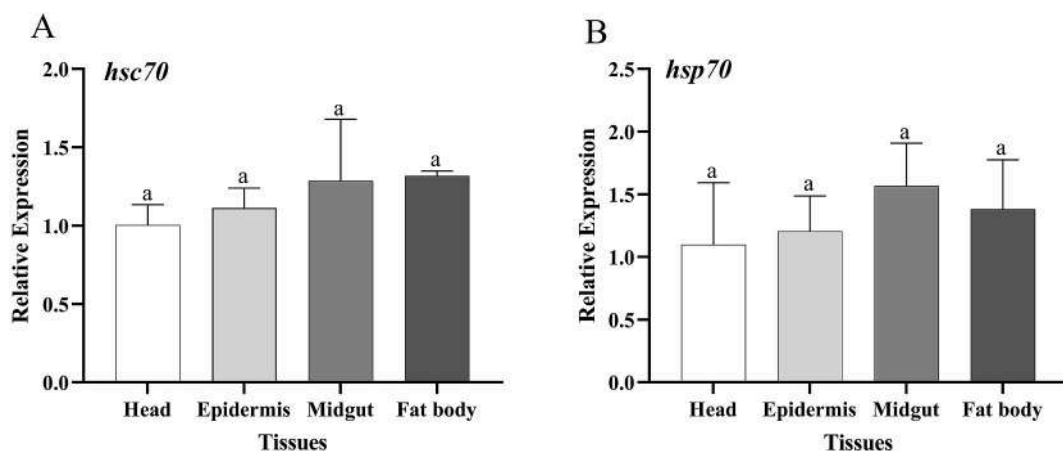 A
hsc70
Relative Expression
2.0
1.5
1.0
0.5
0.0
a
a
a
a
Head
Epidermis
Midgut
Fat body
Tissues
B
hsp70
Relative Expression
2.5
2.0
1.5
1.0
0.5
0.0
a
a
a
a
Head
Epidermis
Midgut
Fat body
Tissues